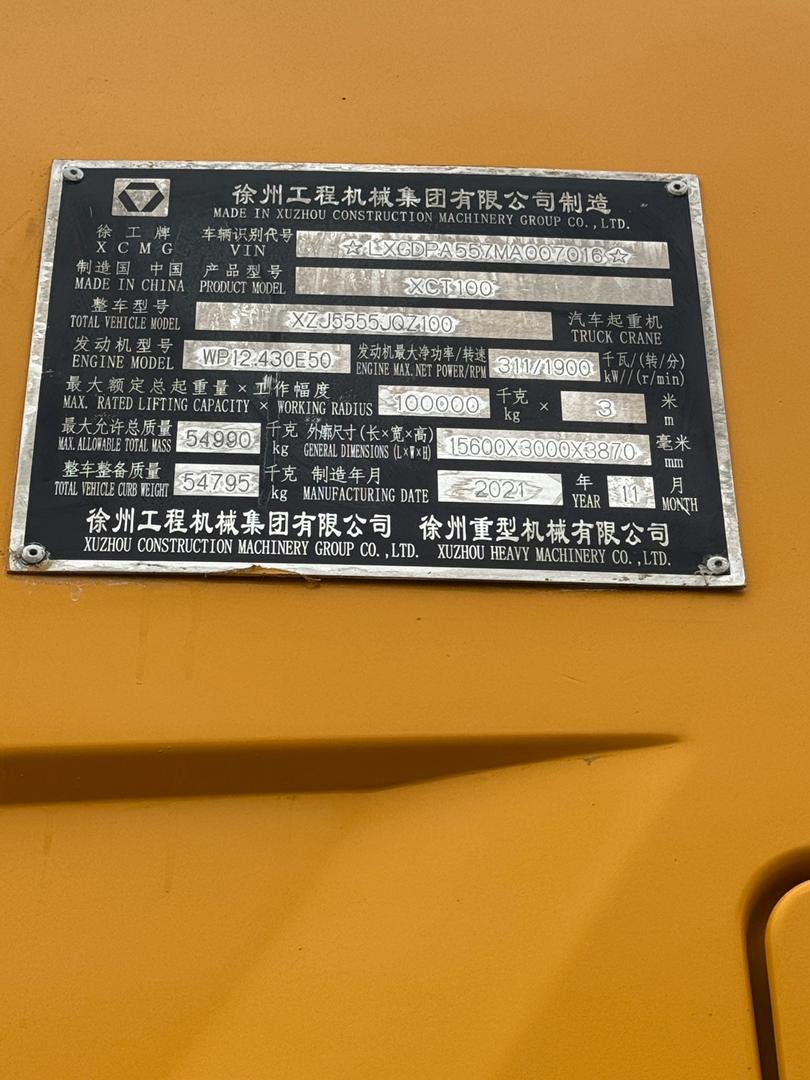 徐州工程机械集团有限公司制造
MADE IN XUZHOU CONSTRUCTION MACHINERY GROUP CO.,LTD.
徐工牌 车辆识别代号 ☆LXGDPA557MA007016☆
XCMG VIN
制造国 中国 产品型号 XCT100
MADE IN CHINA PRODUCT MODEL
整车型号 XZJ5555JQZ100 汽车起重机
TOTAL VEHICLE MODEL TRUCK CRANE
发动机型号 WP12.430E50 发动机最大净功率/转速 311/1900 千瓦/(转/分)
ENGINE MODEL ENGINE MAX.NET POWER/RPM kW//(r/min)
最大额定总起重量×工作幅度 100000 千克 × 3 米
MAX. RATED LIFTING CAPACITY × WORKING RADIUS kg m
最大允许总质量 54990 千克 外廓尺寸(长×宽×高) 15600X3000X3870 毫米
MAX. ALLOWABLE TOTAL MASS kg GENERAL DIMENSIONS (L×W×H) mm
整车整备质量 54795 千克 制造年月 2021 年 11 月
TOTAL VEHICLE CURB WEIGHT kg MANUFACTURING DATE YEAR MONTH
徐州工程机械集团有限公司 徐州重型机械有限公司
XUZHOU CONSTRUCTION MACHINERY GROUP CO.,LTD. XUZHOU HEAVY MACHINERY CO.,LTD.